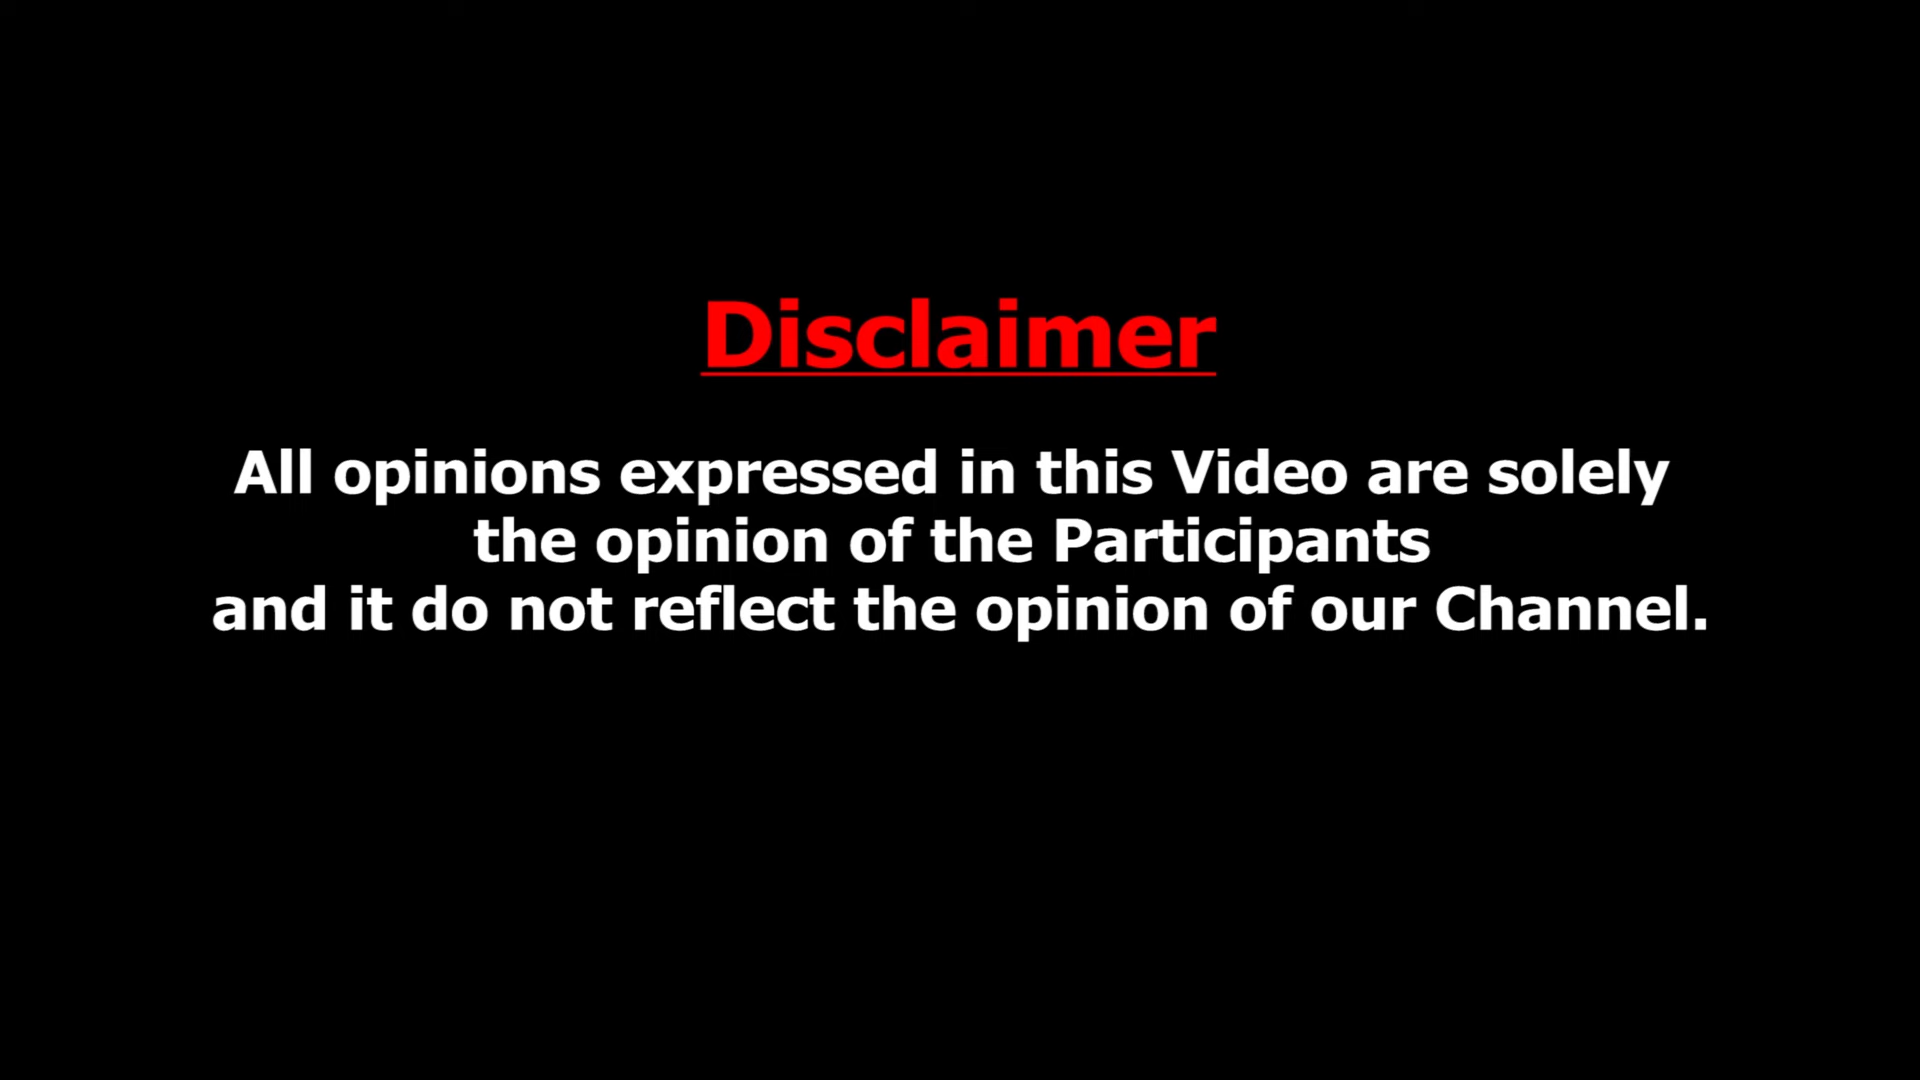 Disclaimer
All opinions expressed in this Video are solely
the opinion of the Participants
and it do not reflect the opinion of our Channel.